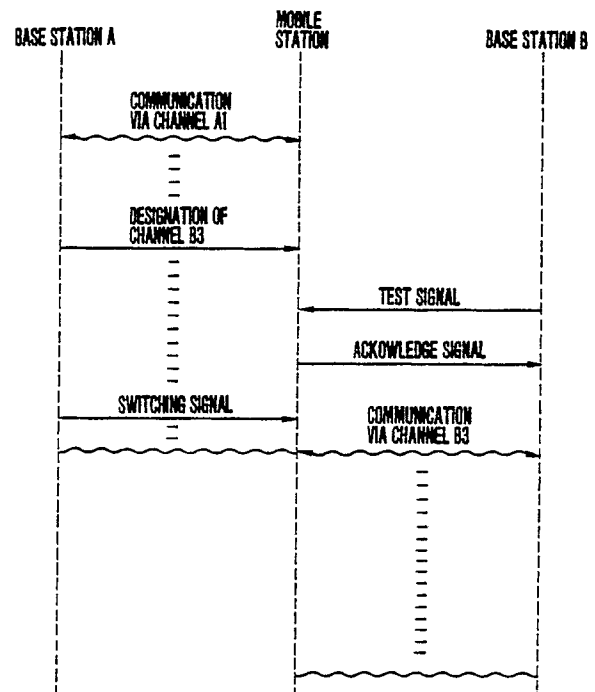 BASE STATION A
MOBILE
STATION
BASE STATION B
COMMUNICATION
VIA CHANNEL A1
DESIGNATION OF
CHANNEL B3
TEST SIGNAL
ACKOWLEDGE SIGNAL
SWITCHING SIGNAL
COMMUNICATION
VIA CHANNEL B3